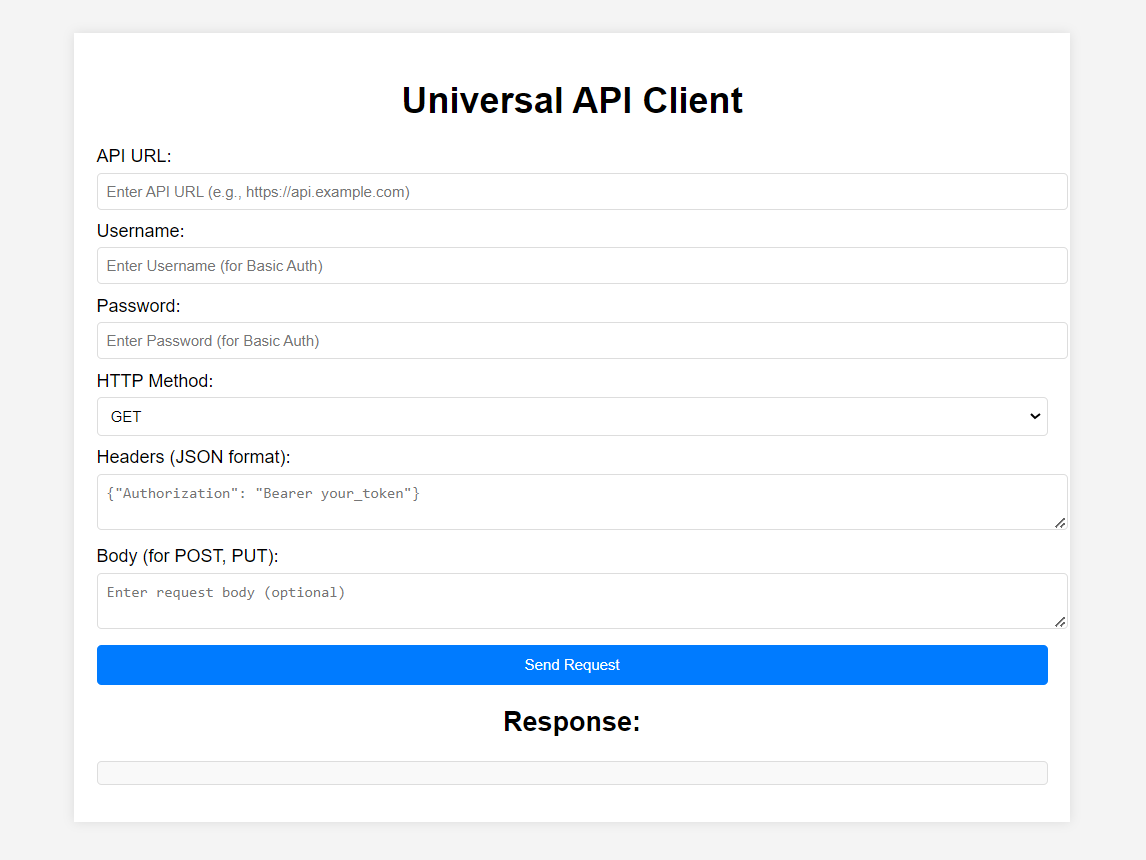 Universal API Client
API URL:
Enter API URL (e.g., https://api.example.com)
Username:
Enter Username (for Basic Auth)
Password:
Enter Password (for Basic Auth)
HTTP Method:
GET
Headers (JSON format):
{"Authorization": "Bearer your_token"}
Body (for POST, PUT):
Enter request body (optional)
Send Request
Response: